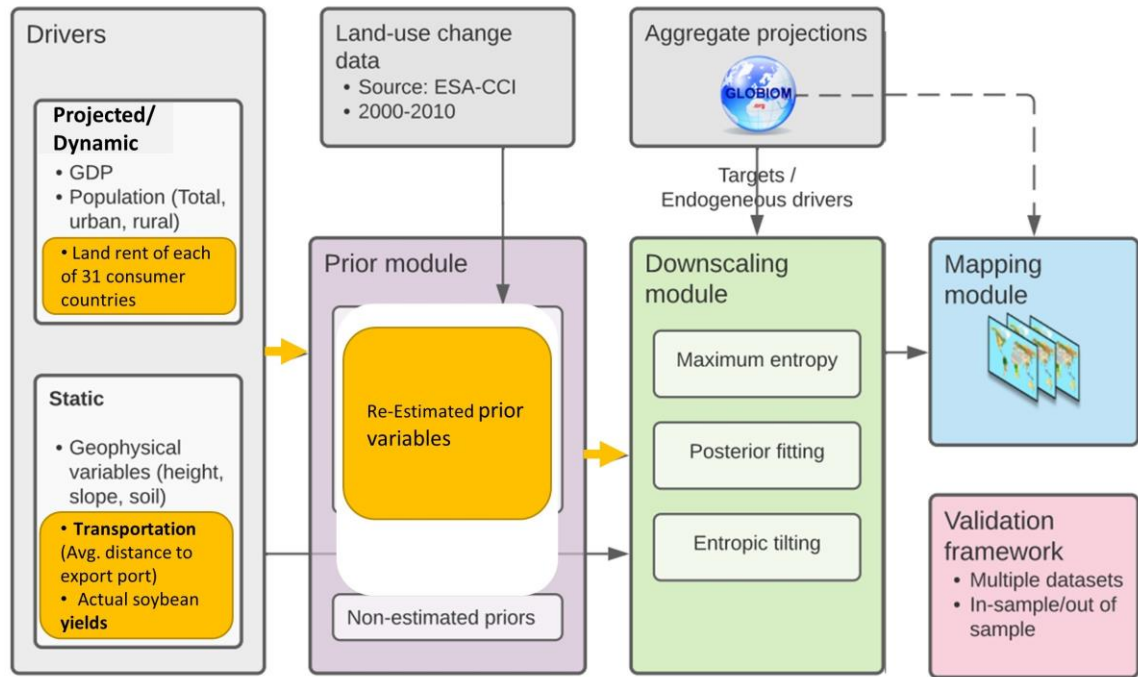 Drivers
Projected/
Dynamic
• GDP
• Population (Total,
urban, rural)
• Land rent of each
of 31 consumer
countries
Static
• Geophysical
variables (height,
slope, soil)
• Transportation
(Avg. distance to
export port)
• Actual soybean
yields
Land-use change
data
• Source: ESA-CCI
• 2000-2010
Prior module
Re-Estimated prior
variables
Non-estimated priors
Aggregate projections
GLOBIOM
.org
Targets /
Endogeneous drivers
Downscaling
module
Maximum entropy
Posterior fitting
Entropic tilting
Mapping
module
Validation
framework
• Multiple datasets
• In-sample/out of
sample